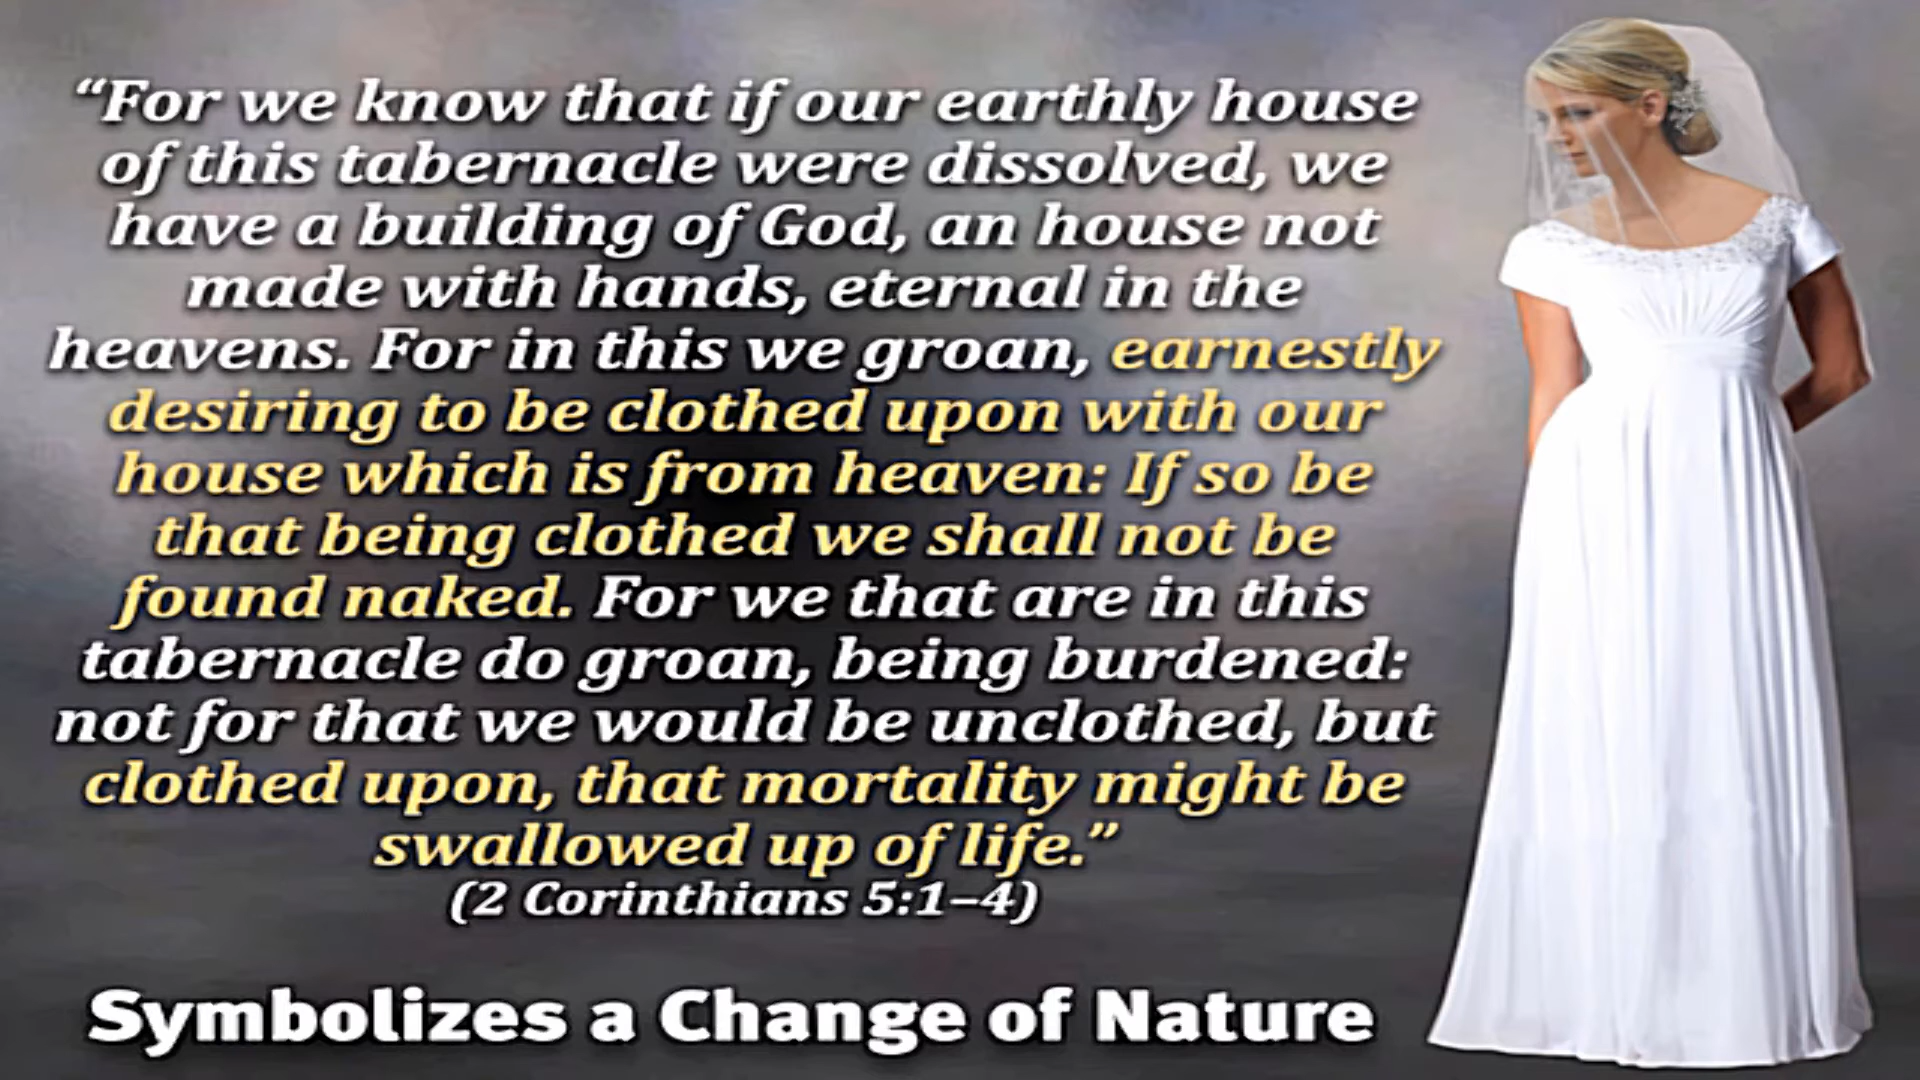 “For we know that if our earthly house
of this tabernacle were dissolved, we
have a building of God, an house not
made with hands, eternal in the
heavens. For in this we groan, earnestly
desiring to be clothed upon with our
house which is from heaven: If so be
that being clothed we shall not be
found naked. For we that are in this
tabernacle do groan, being burdened:
not for that we would be unclothed, but
clothed upon, that mortality might be
swallowed up of life.”
(2 Corinthians 5:1–4)
Symbolizes a Change of Nature